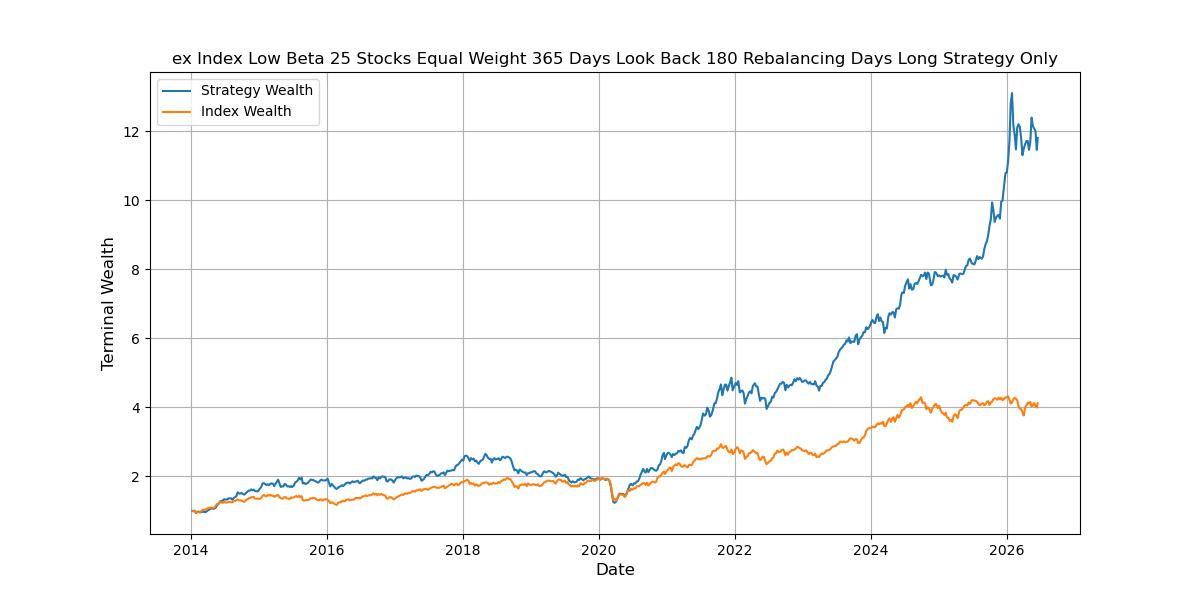 ex Index Low Beta 25 Stocks Equal Weight 365 Days Look Back 180 Rebalancing Days Long Strategy Only
Strategy Wealth
Index Wealth
Terminal Wealth
12
10
8
6
4
2
2014 2016 2018 2020 2022 2024 2026
Date